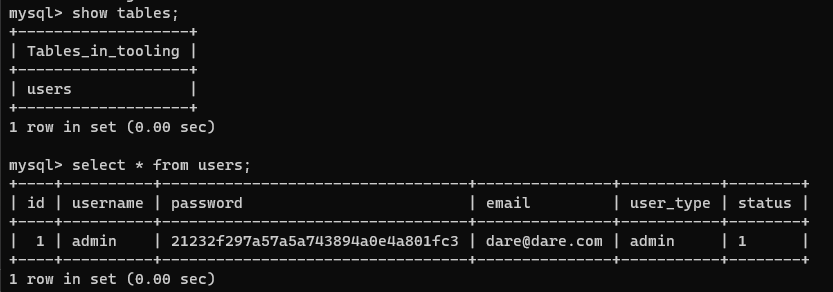 mysql> show tables;
+-------------------+
| Tables_in_tooling |
+-------------------+
| users             |
+-------------------+
1 row in set (0.00 sec)

mysql> select * from users;
+----+----------+----------------------------------+---------------+-----------+--------+
| id | username | password                         | email         | user_type | status |
+----+----------+----------------------------------+---------------+-----------+--------+
|  1 | admin    | 21232f297a57a5a743894a0e4a801fc3 | dare@dare.com | admin     | 1      |
+----+----------+----------------------------------+---------------+-----------+--------+
1 row in set (0.00 sec)